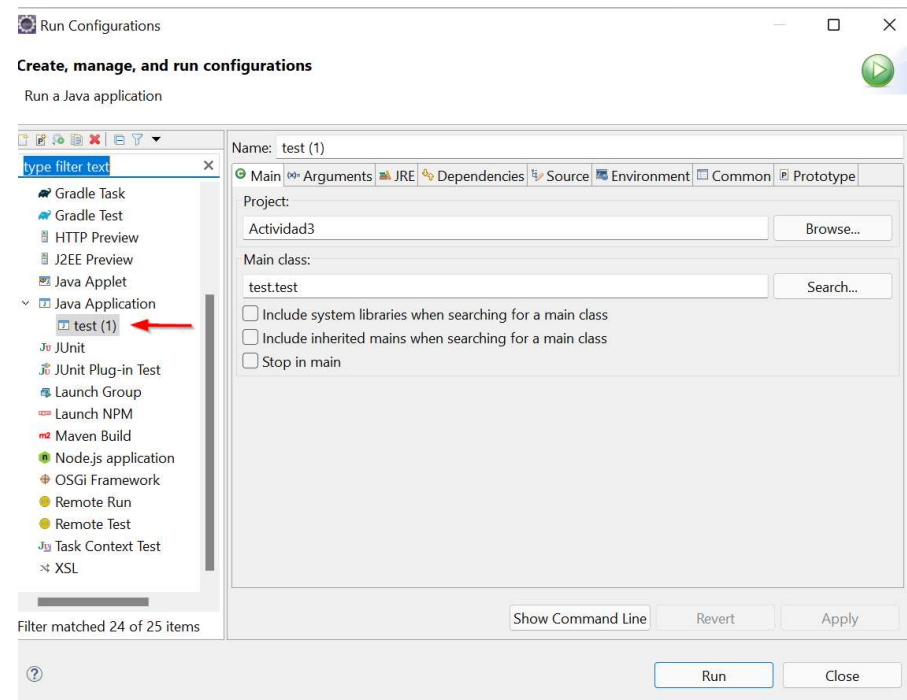 Run Configurations
Create, manage, and run configurations
Run a Java application
type filter text
Gradle Task
Gradle Test
HTTP Preview
J2EE Preview
Java Applet
Java Application
test (1)
JUnit
JUnit Plug-in Test
Launch Group
Launch NPM
Maven Build
Node.js application
OSGi Framework
Remote Run
Remote Test
Task Context Test
XSL
Filter matched 24 of 25 items
Name: test (1)
Main Arguments JRE Dependencies Source Environment Common Prototype
Project:
Actividad3 Browse...
Main class:
test.test Search...
Include system libraries when searching for a main class
Include inherited mains when searching for a main class
Stop in main
Show Command Line Revert Apply
Run Close